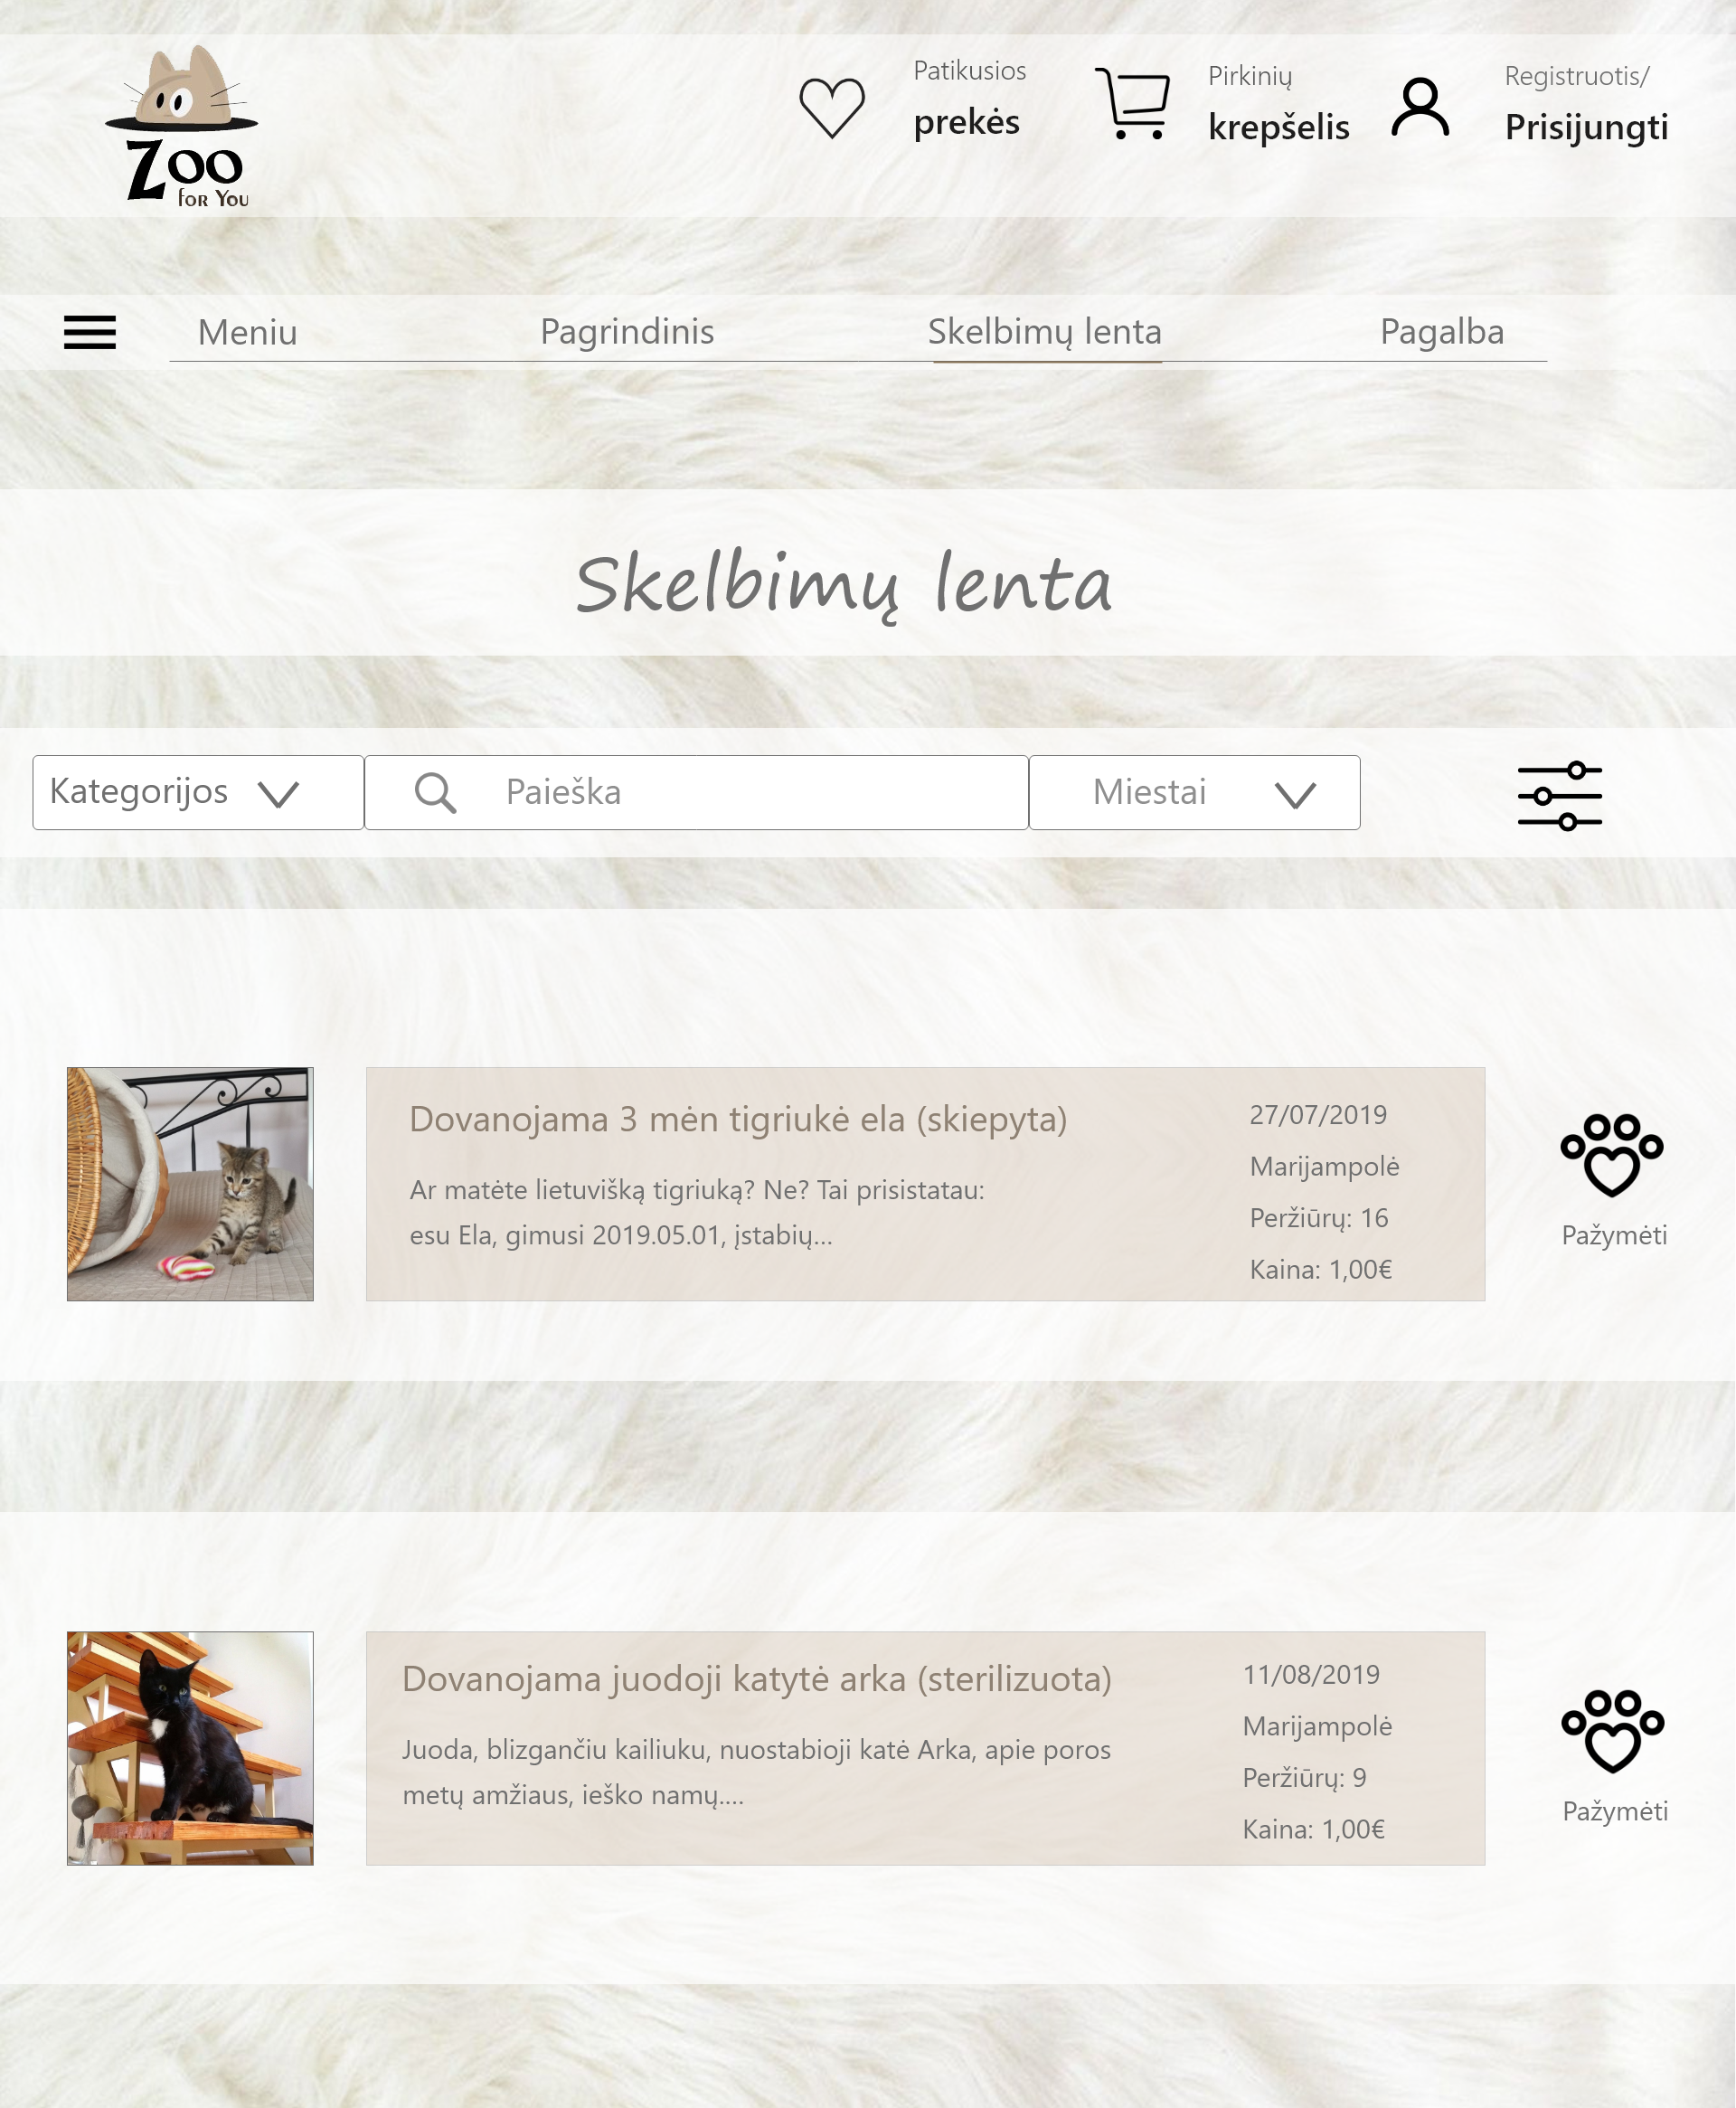 Zoo
for You
Patikusios
prekės
Pirkinių
krepšelis
Registruotis/
Prisijungti
Meniu
Pagrindinis
Skelbimų lenta
Pagalba
Skelbimų lenta
Kategorijos
Paieška
Miestai
Dovanojama 3 mėn tigriukė ela (skiepyta)
Ar matėte lietuvišką tigriuką? Ne? Tai prisistatau:
esu Ela, gimusi 2019.05.01, įstabių...
27/07/2019
Marijampolė
Peržiūrų: 16
Kaina: 1,00€
Pažymėti
Dovanojama juodoji katytė arka (sterilizuota)
Juoda, blizgančiu kailiuku, nuostabioji katė Arka, apie poros
metų amžiaus, ieško namų....
11/08/2019
Marijampolė
Peržiūrų: 9
Kaina: 1,00€
Pažymėti